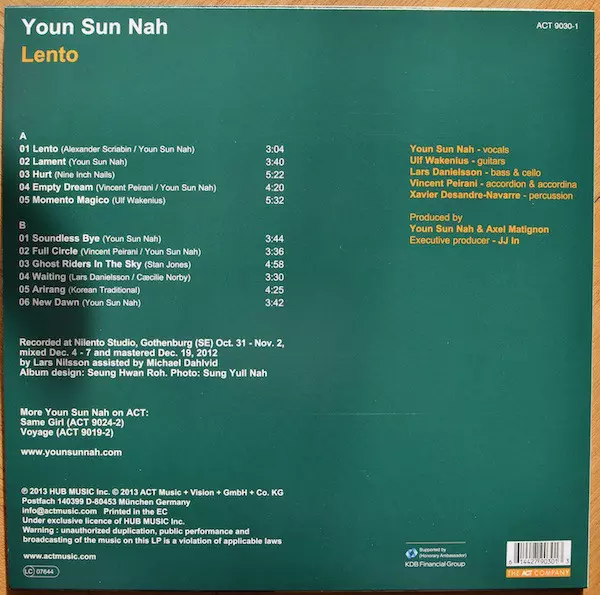 Youn Sun Nah
ACT 9030-1
Lento
A
01 Lento (Alexander Scriabin / Youn Sun Nah) 3:04
02 Lament (Youn Sun Nah) 3:40
03 Hurt (Nine Inch Nails) 5:22
04 Empty Dream (Vincent Peirani / Youn Sun Nah) 4:20
05 Momento Magico (Ulf Wakenius) 5:32
B
01 Soundless Bye (Youn Sun Nah) 3:44
02 Full Circle (Vincent Peirani / Youn Sun Nah) 3:36
03 Ghost Riders In The Sky (Stan Jones) 4:58
04 Waiting (Lars Danielsson / Cæcilie Norby) 3:30
05 Arirang (Korean Traditional) 4:25
06 New Dawn (Youn Sun Nah) 3:42
Youn Sun Nah - vocals
Ulf Wakenius - guitars
Lars Danielsson - bass & cello
Vincent Peirani - accordion & accordina
Xavier Desandre-Navarre - percussion
Produced by
Youn Sun Nah & Axel Matignon
Executive producer - JJ In
Recorded at Nilento Studio, Gothenburg (SE) Oct. 31 - Nov. 2,
mixed Dec. 4 - 7 and mastered Dec. 19, 2012
by Lars Nilsson assisted by Michael Dahlvid
Album design: Seung Hwan Roh. Photo: Sung Yull Nah
More Youn Sun Nah on ACT:
Same Girl (ACT 9024-2)
Voyage (ACT 9019-2)
www.younsunnah.com
℗ 2013 HUB MUSIC Inc. © 2013 ACT Music + Vision + GmbH + Co. KG
Postfach 140399 D-80453 München Germany
info@actmusic.com Printed in the EC
Under exclusive licence of HUB MUSIC Inc.
Warning : unauthorized duplication, public performance and
broadcasting of the music on this LP is a violation of applicable laws
www.actmusic.com
LC 07644
Supported by
(Honorary Ambassador)
KDB Financial Group
6 14427 90301 3
THE ACT COMPANY